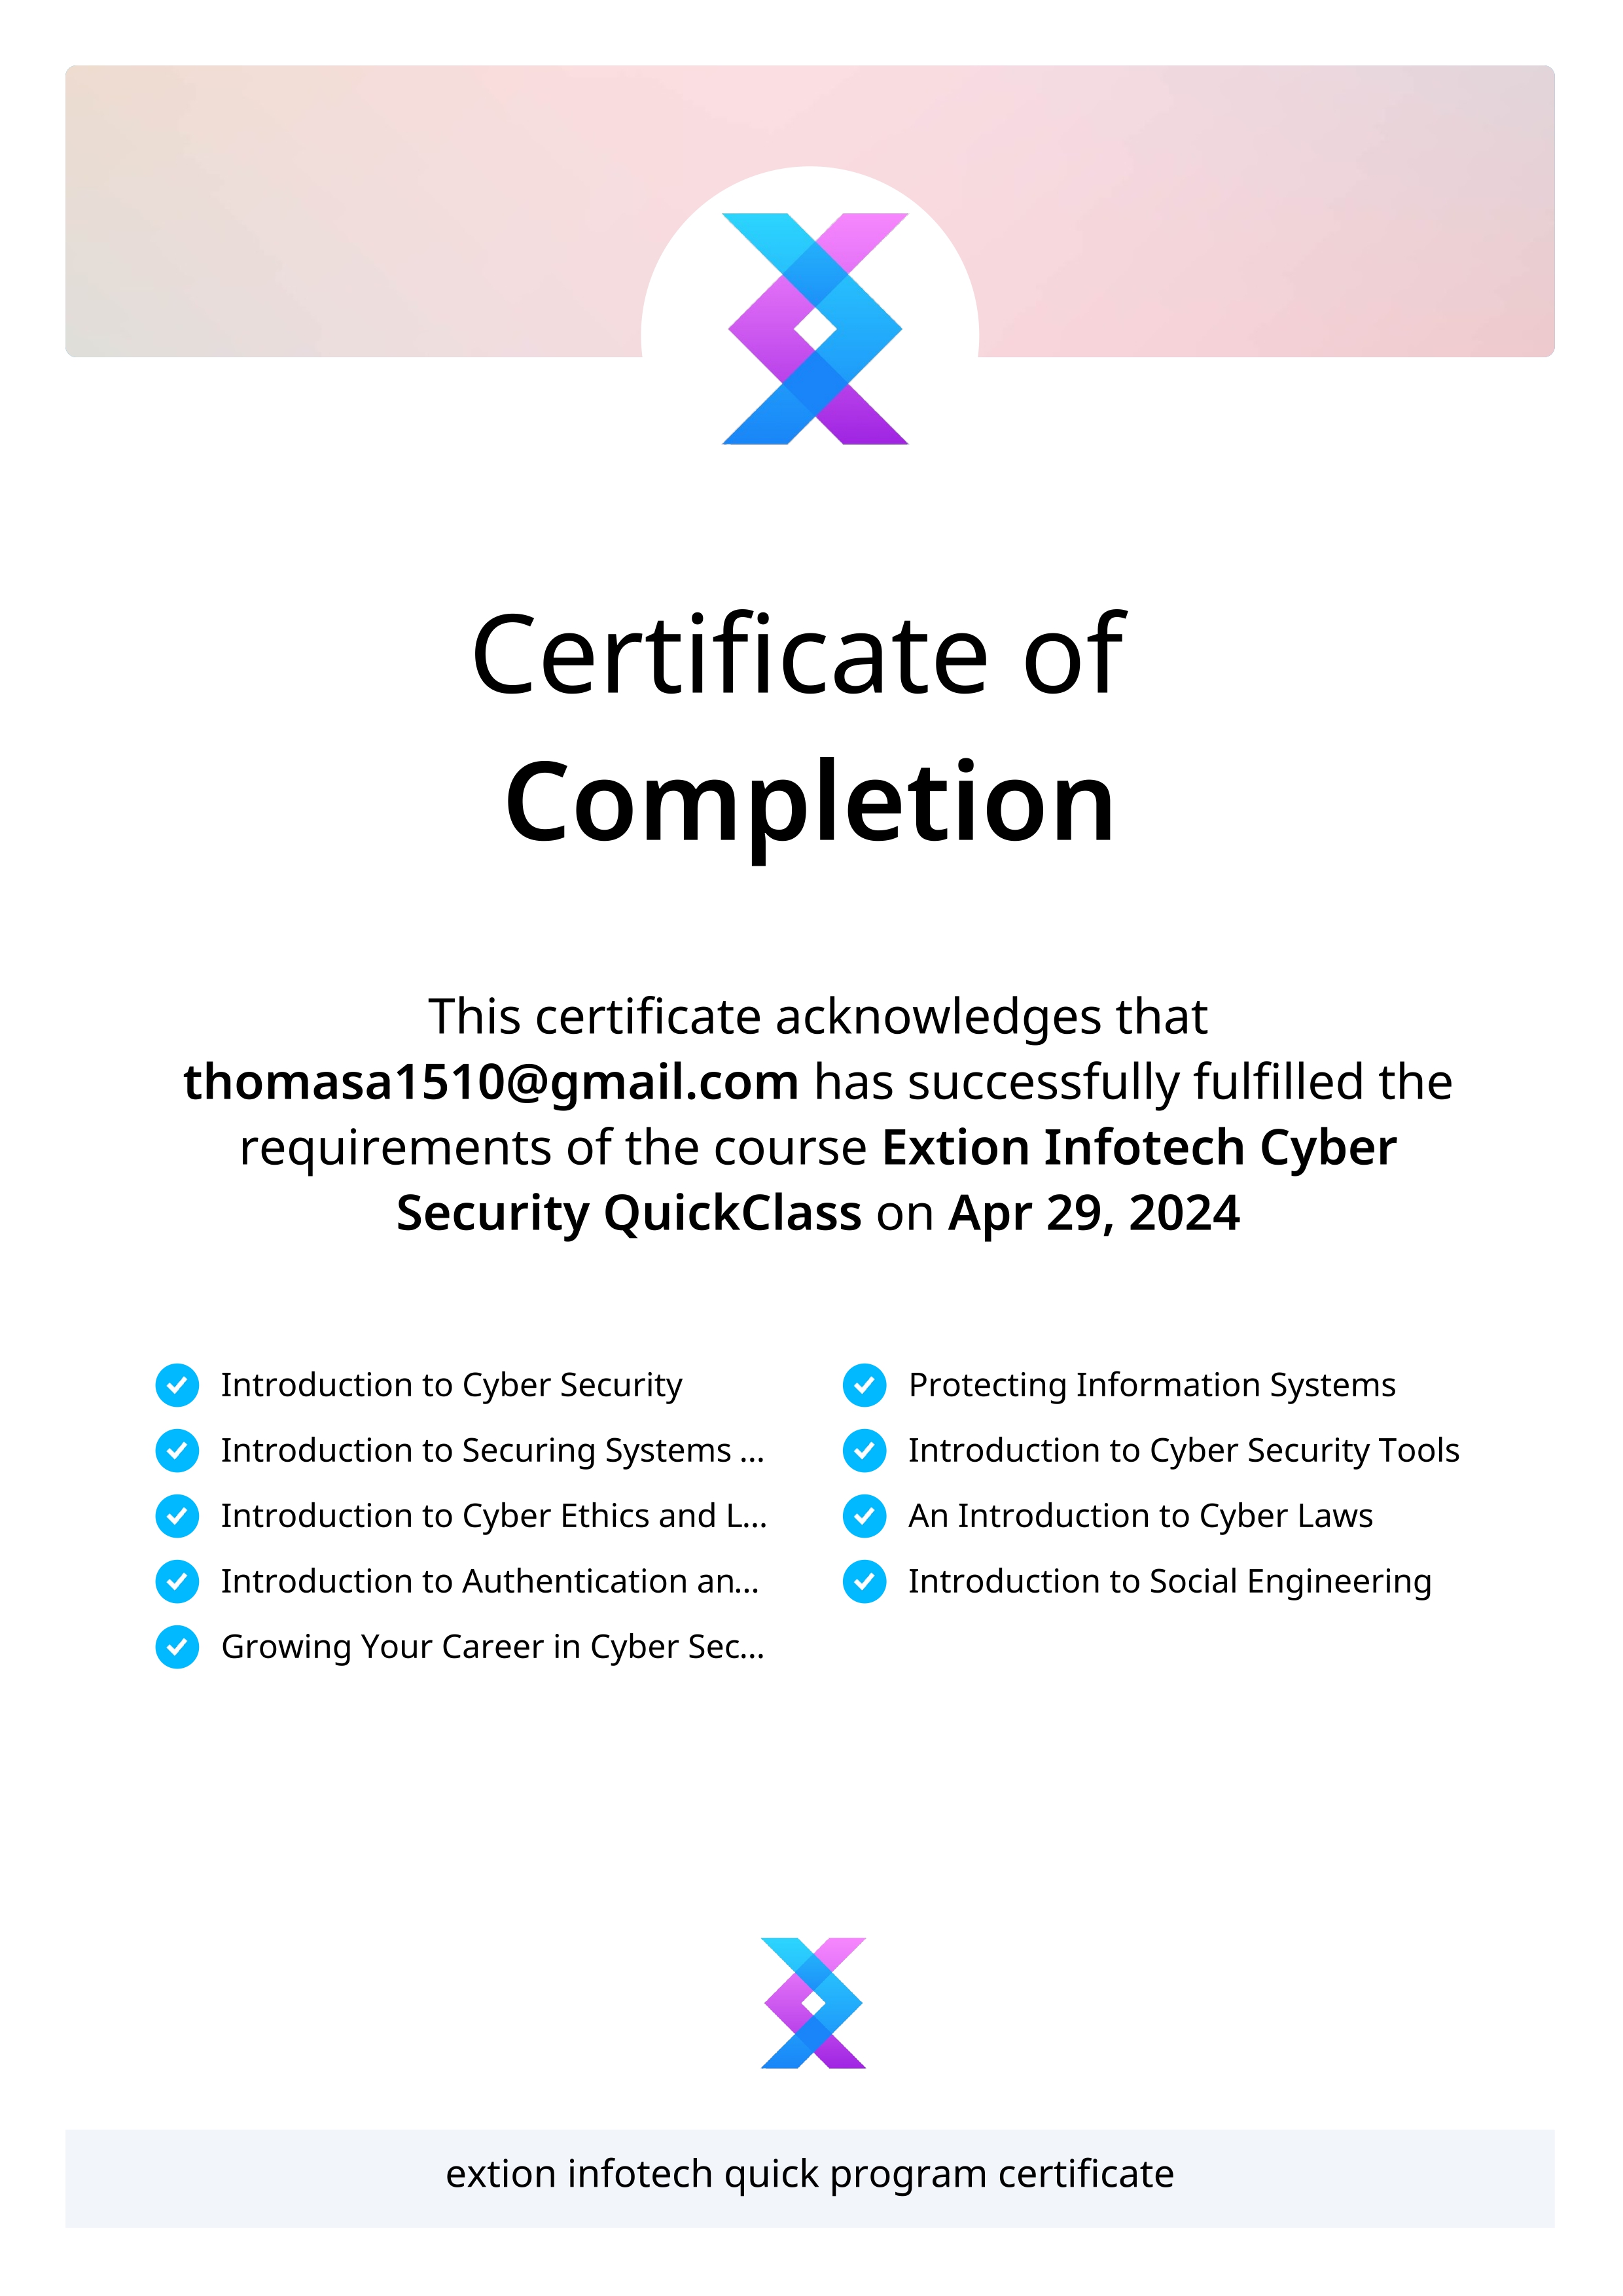 Certificate of
Completion
This certificate acknowledges that
thomasa1510@gmail.com has successfully fulfilled the
requirements of the course Extion Infotech Cyber
Security QuickClass on Apr 29, 2024
Introduction to Cyber Security
Protecting Information Systems
Introduction to Securing Systems ...
Introduction to Cyber Security Tools
Introduction to Cyber Ethics and L...
An Introduction to Cyber Laws
Introduction to Authentication an...
Introduction to Social Engineering
Growing Your Career in Cyber Sec...
extion infotech quick program certificate